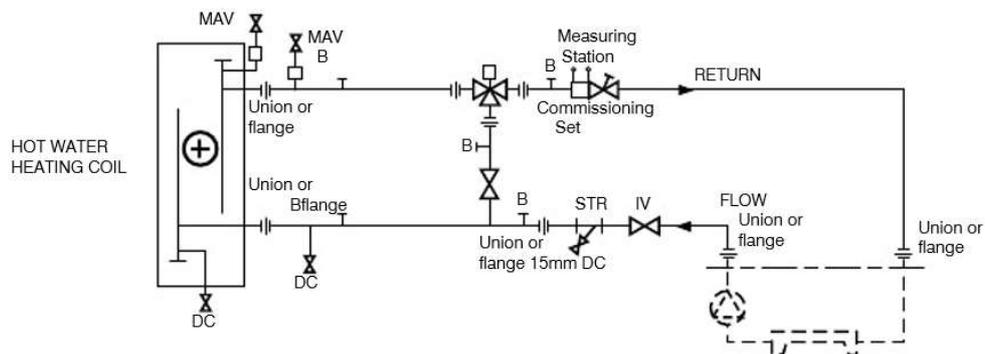 MAV
MAV
B
Measuring
Station
B
RETURN
Union or
flange
Commissioning
Set
HOT WATER
HEATING COIL
B
Union or
Bflange
B
STR
IV
FLOW
Union or
flange
Union or
flange
Union or
flange 15mm DC
DC
DC